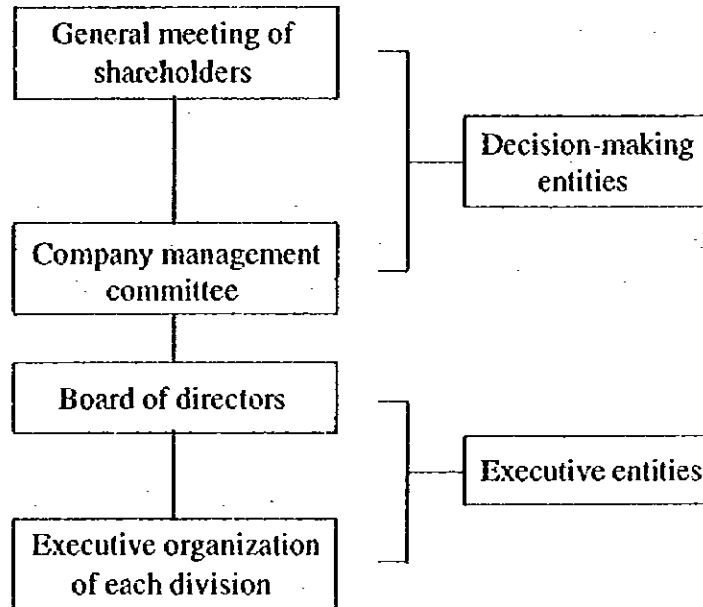 General meeting of
shareholders
Decision-making
entities
Company management
committee
Board of directors
Executive entities
Executive organization
of each division